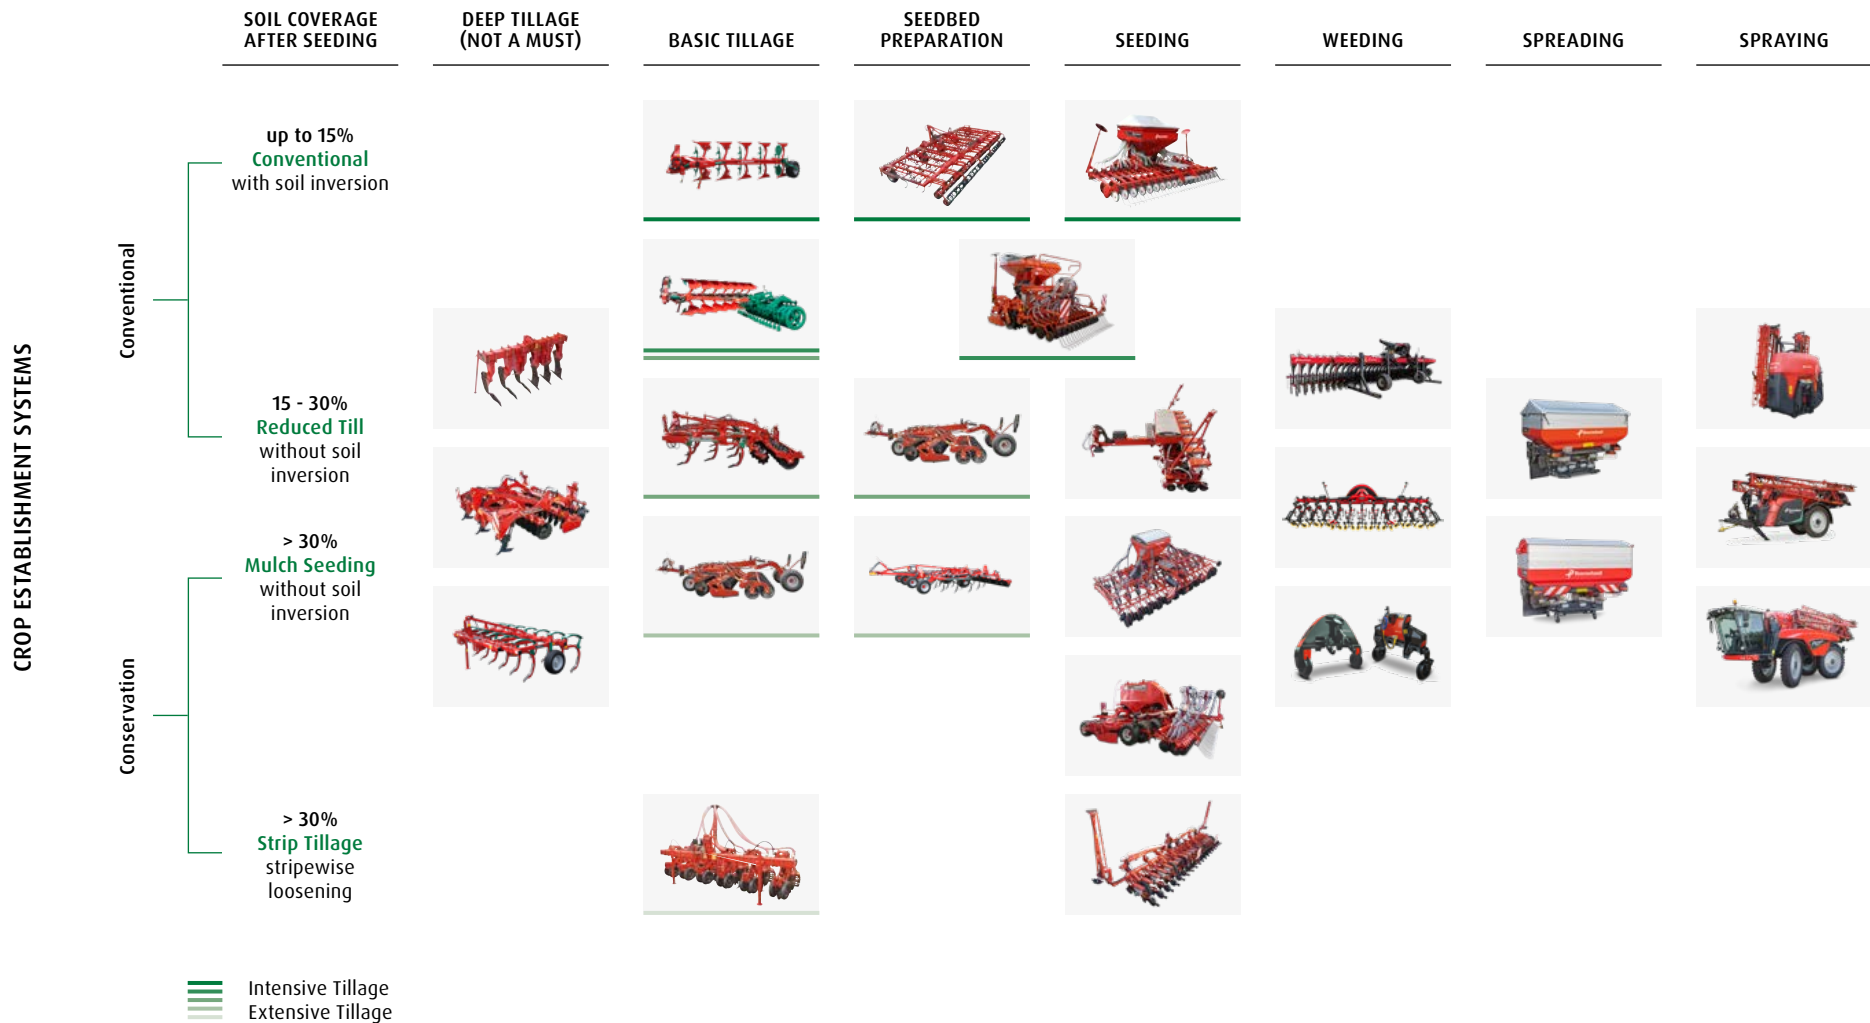 SOIL COVERAGE
AFTER SEEDING
DEEP TILLAGE
(NOT A MUST)
BASIC TILLAGE
SEEDBED
PREPARATION
SEEDING
WEEDING
SPREADING
SPRAYING
CROP ESTABLISHMENT SYSTEMS
Conventional
up to 15%
Conventional
with soil inversion
15 - 30%
Reduced Till
without soil
inversion
Conservation
> 30%
Mulch Seeding
without soil
inversion
> 30%
Strip Tillage
stripewise
loosening
Intensive Tillage
Extensive Tillage